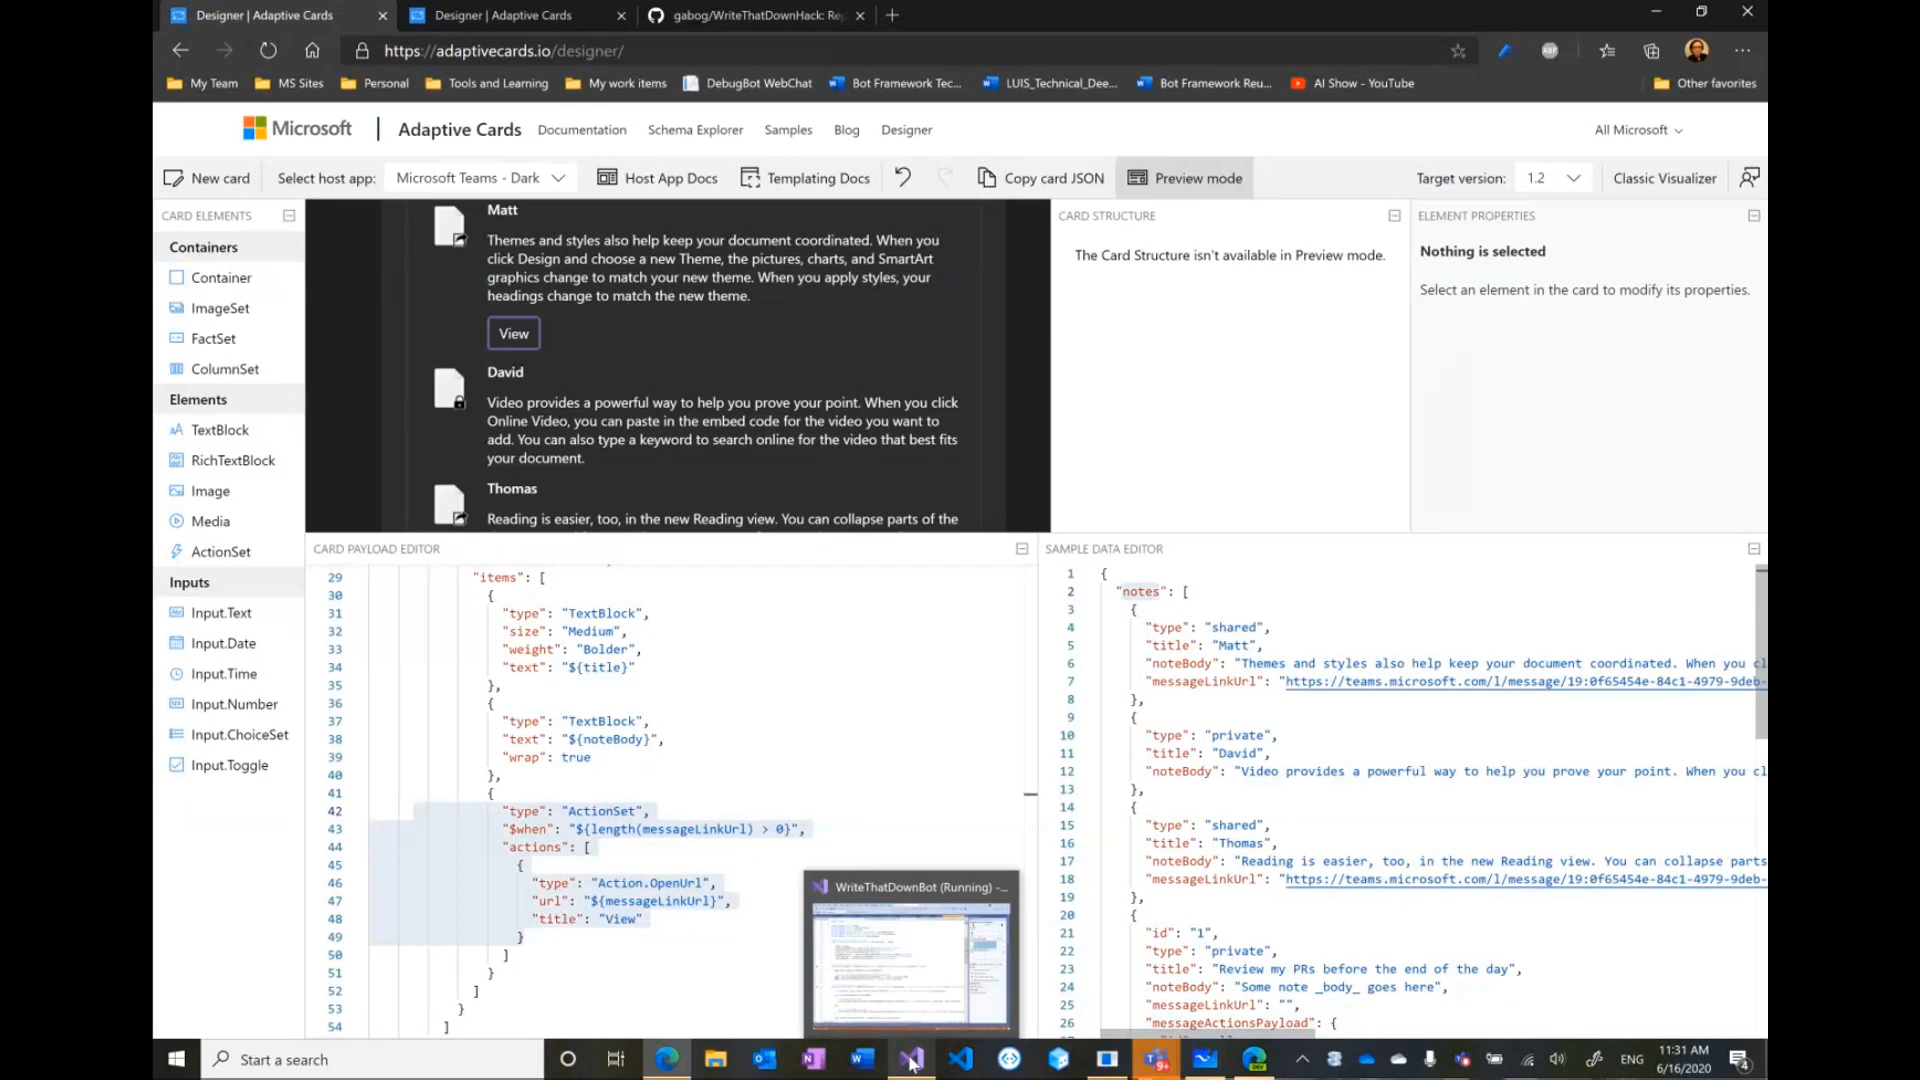 Designer | Adaptive Cards
Designer | Adaptive Cards
gabog/WriteThatDownHack: Re
https://adaptivecards.io/designer/
ABP
My Team
MS Sites
Personal
Tools and Learning
My work items
DebugBot WebChat
Bot Framework Tec...
LUIS_Technical_Dee...
Bot Framework Reu...
AI Show - YouTube
Other favorites
Microsoft
Adaptive Cards
Documentation
Schema Explorer
Samples
Blog
Designer
All Microsoft
New card
Select host app:
Microsoft Teams - Dark
Host App Docs
Templating Docs
Copy card JSON
Preview mode
Target version:
1.2
Classic Visualizer
CARD ELEMENTS
Containers
Container
ImageSet
FactSet
ColumnSet
Elements
TextBlock
RichTextBlock
Image
Media
ActionSet
Inputs
Input.Text
Input.Date
Input.Time
Input.Number
Input.ChoiceSet
Input.Toggle
Matt
Themes and styles also help keep your document coordinated. When you
click Design and choose a new Theme, the pictures, charts, and SmartArt
graphics change to match your new theme. When you apply styles, your
headings change to match the new theme.
View
David
Video provides a powerful way to help you prove your point. When you click
Online Video, you can paste in the embed code for the video you want to
add. You can also type a keyword to search online for the video that best fits
your document.
Thomas
Reading is easier, too, in the new Reading view. You can collapse parts of the
CARD STRUCTURE
The Card Structure isn't available in Preview mode.
ELEMENT PROPERTIES
Nothing is selected
Select an element in the card to modify its properties.
CARD PAYLOAD EDITOR
29 "items": [
30 {
31 "type": "TextBlock",
32 "size": "Medium",
33 "weight": "Bolder",
34 "text": "${title}"
35 },
36 {
37 "type": "TextBlock",
38 "text": "${noteBody}",
39 "wrap": true
40 },
41 {
42 "type": "ActionSet",
43 "$when": "${length(messageLinkUrl) > 0}",
44 "actions": [
45 {
46 "type": "Action.OpenUrl",
47 "url": "${messageLinkUrl}",
48 "title": "View"
49 }
50 ]
51 }
52 ]
53 }
54 ]
SAMPLE DATA EDITOR
1 {
2 "notes": [
3 {
4 "type": "shared",
5 "title": "Matt",
6 "noteBody": "Themes and styles also help keep your document coordinated. When you cl
7 "messageLinkUrl": "https://teams.microsoft.com/l/message/19:0f65454e-84c1-4979-9deb-
8 },
9 {
10 "type": "private",
11 "title": "David",
12 "noteBody": "Video provides a powerful way to help you prove your point. When you cl
13 },
14 {
15 "type": "shared",
16 "title": "Thomas",
17 "noteBody": "Reading is easier, too, in the new Reading view. You can collapse parts
18 "messageLinkUrl": "https://teams.microsoft.com/l/message/19:0f65454e-84c1-4979-9deb-
19 },
20 {
21 "id": "1",
22 "type": "private",
23 "title": "Review my PRs before the end of the day",
24 "noteBody": "Some note _body_ goes here",
25 "messageLinkUrl": "",
26 "messageActionsPayload": {
WriteThatDownBot (Running) -...
Start a search
9+
DEV
ENG
11:31 AM
6/16/2020
4